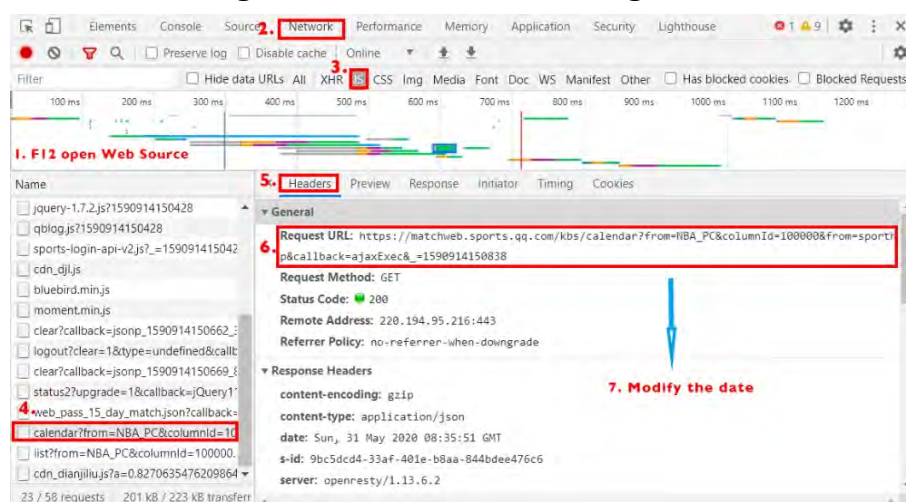 Elements Console Source 2. Network Performance Memory Application Security Lighthouse 1 9
Preserve log Disable cache Online
3.
Filter Hide data URLs All XHR JS CSS Img Media Font Doc WS Manifest Other Has blocked cookies Blocked Requests
100 ms 200 ms 300 ms 400 ms 500 ms 600 ms 700 ms 800 ms 900 ms 1000 ms 1100 ms 1200 ms
1. F12 open Web Source
Name
5. Headers Preview Response Initiator Timing Cookies
jquery-1.7.2.js?1590914150428
qblog.js?1590914150428
sports-login-api-v2.js?_=159091415042
cdn_djl.js
bluebird.min.js
moment.min.js
clear?callback=jsonp_1590914150662_
logout?clear=1&type=undefined&callb
clear?callback=jsonp_1590914150669_
status2?upgrade=1&callback=jQuery1
web_pass_15_day_match.json?callback=
4.
calendar?from=NBA_PC&columnId=10
list?from=NBA_PC&columnId=100000.
cdn_dianjiliu.js?a=0.8270635476209864
23 / 58 requests 201 kB / 223 kB transferr
General
6.
Request URL: https://matchweb.sports.qq.com/kbs/calendar?from=NBA_PC&columnId=100000&from=sporth
p&callback=ajaxExec&_=1590914150838
Request Method: GET
Status Code: 200
Remote Address: 220.194.95.216:443
Referrer Policy: no-referrer-when-downgrade
Response Headers
7. Modify the date
content-encoding: gzip
content-type: application/json
date: Sun, 31 May 2020 08:35:51 GMT
s-id: 9bc5dcd4-33af-401e-b8aa-844bdee476c6
server: openresty/1.13.6.2